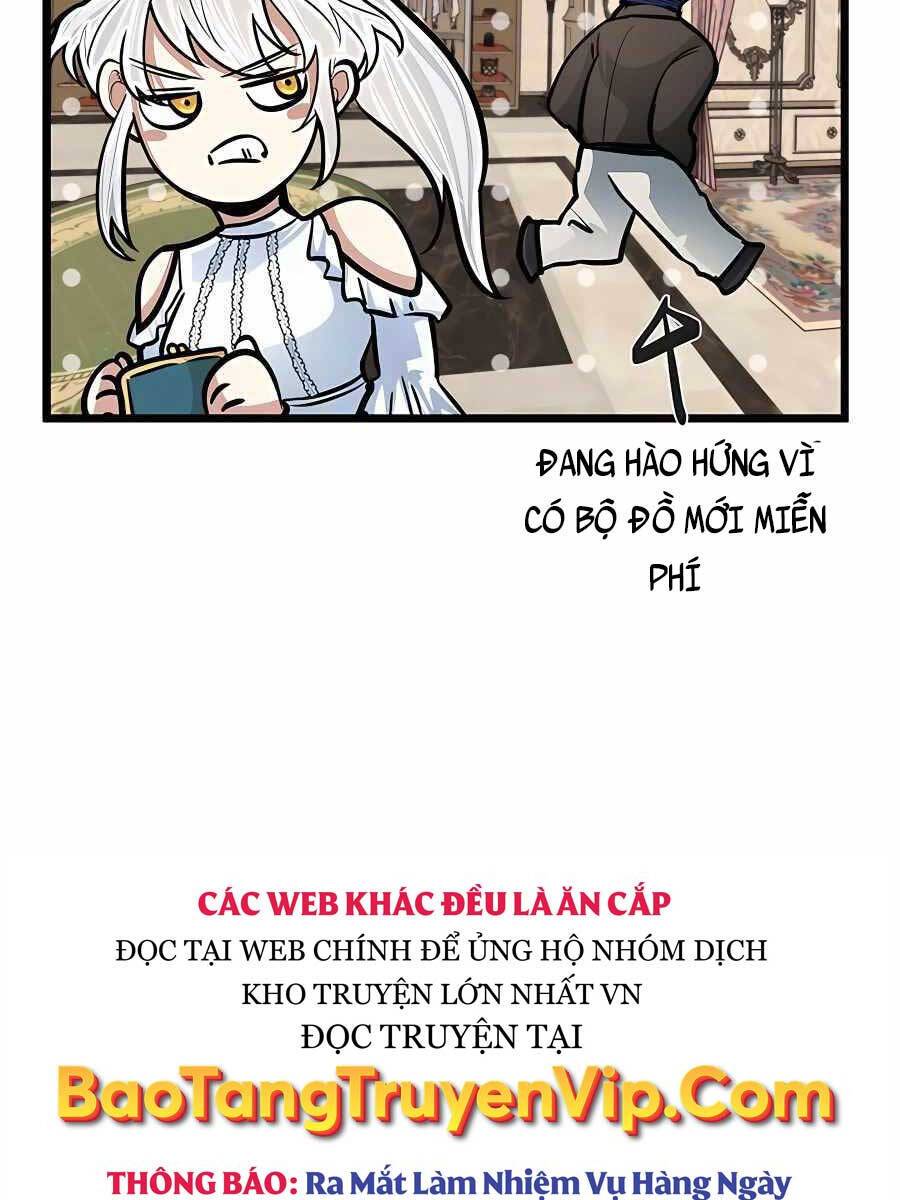 ĐANG HÀO HỨNG VÌ
CÓ BỘ ĐỒ MỚI MIỄN
PHÍ
CÁC WEB KHÁC ĐỀU LÀ ĂN CẮP
ĐỌC TẠI WEB CHÍNH ĐỂ ỦNG HỘ NHÓM DỊCH
KHO TRUYỆN LỚN NHẤT VN
ĐỌC TRUYỆN TẠI
BaoTangTruyenVip.Com
THÔNG BÁO: Ra Mắt Làm Nhiệm Vụ Hàng Ngày